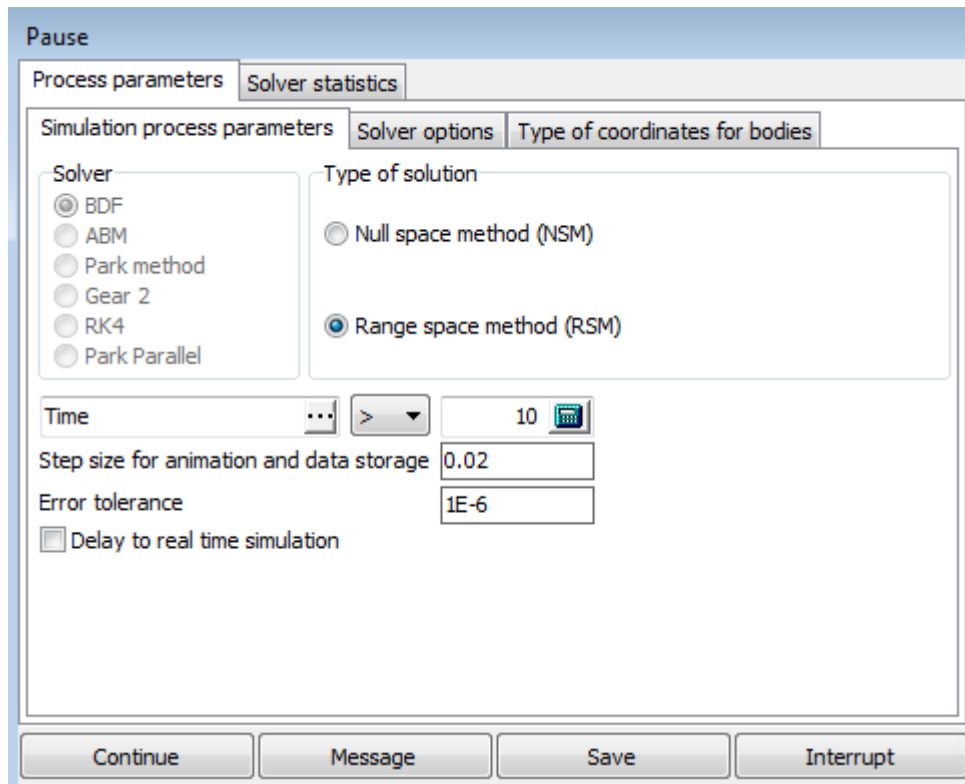 Pause
Process parameters Solver statistics
Simulation process parameters Solver options Type of coordinates for bodies
Solver
BDF
ABM
Park method
Gear 2
RK4
Park Parallel
Type of solution
Null space method (NSM)
Range space method (RSM)
Time ... > 10
Step size for animation and data storage 0.02
Error tolerance 1E-6
Delay to real time simulation
Continue Message Save Interrupt